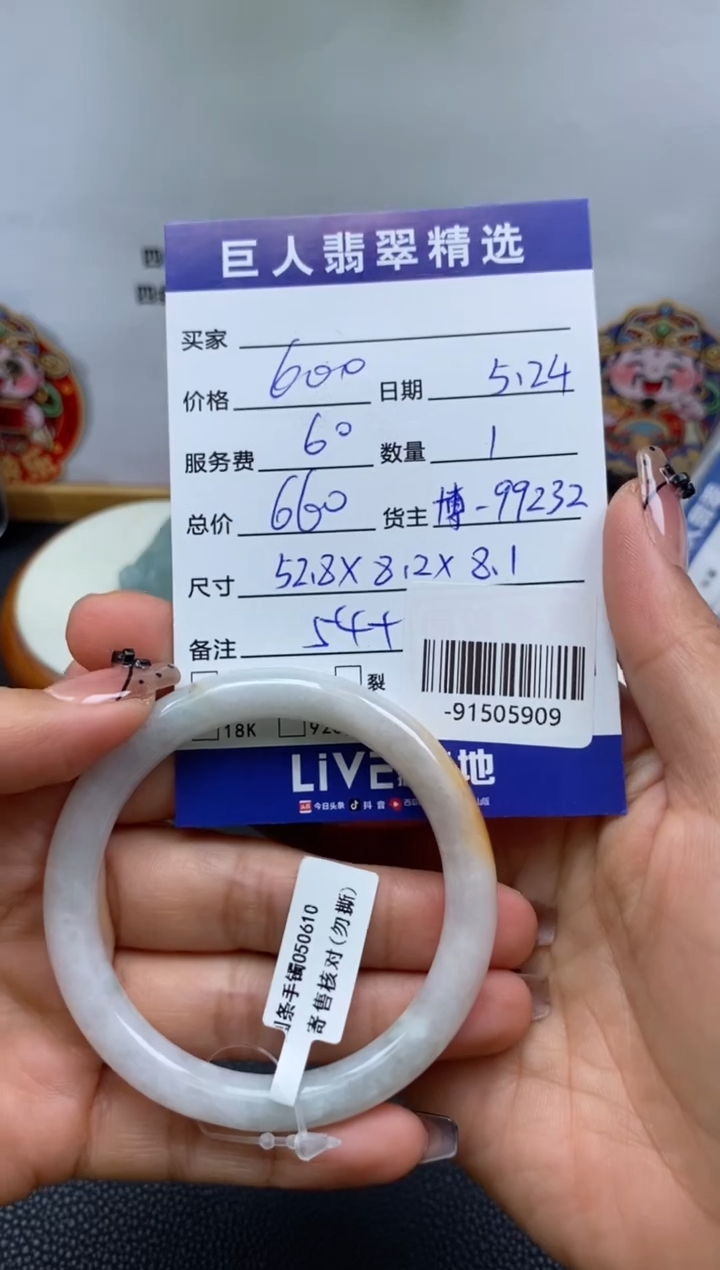 巨人翡翠精选
买家
价格 600 日期 5.24
服务费 60 数量 1
总价 660 货主 博-99232
尺寸 52.8X8.2X8.1
备注
裂
18K
-91505909
LiVE 地
今日头条 抖音
条手镯050610
寄售核对(勿撕)